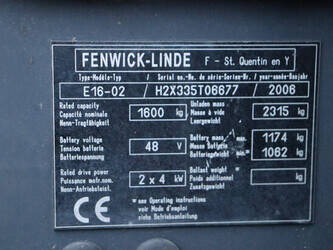 FENWICK-LINDE F - St. Quentin en Y
Type-Modèle-Typ / Serial no.-No. de série-Serien-Nr. / year-année-Baujahr
E16-02 / H2X335T06677 / 2006
Rated capacity
Capacité nominale
Nenn-Tragfähigkeit
1600 kg
Unladen mass
Masse à vide
Leergewicht
2315 kg
Battery voltage
Tension batterie
Batteriespannung
48 V
Battery mass
Masse Batterie
Batteriegewicht
max 1174 kg
min 1062 kg
Rated drive power
Puissance motr.nom.
Nenn-Antriebsleist.
2 x 4 kW
Ballast weight *
Poids additionnel
Zusatzgewicht
kg
CE
* see Operating instructions
voir Mode d'emploi
siehe Betriebsanleitung